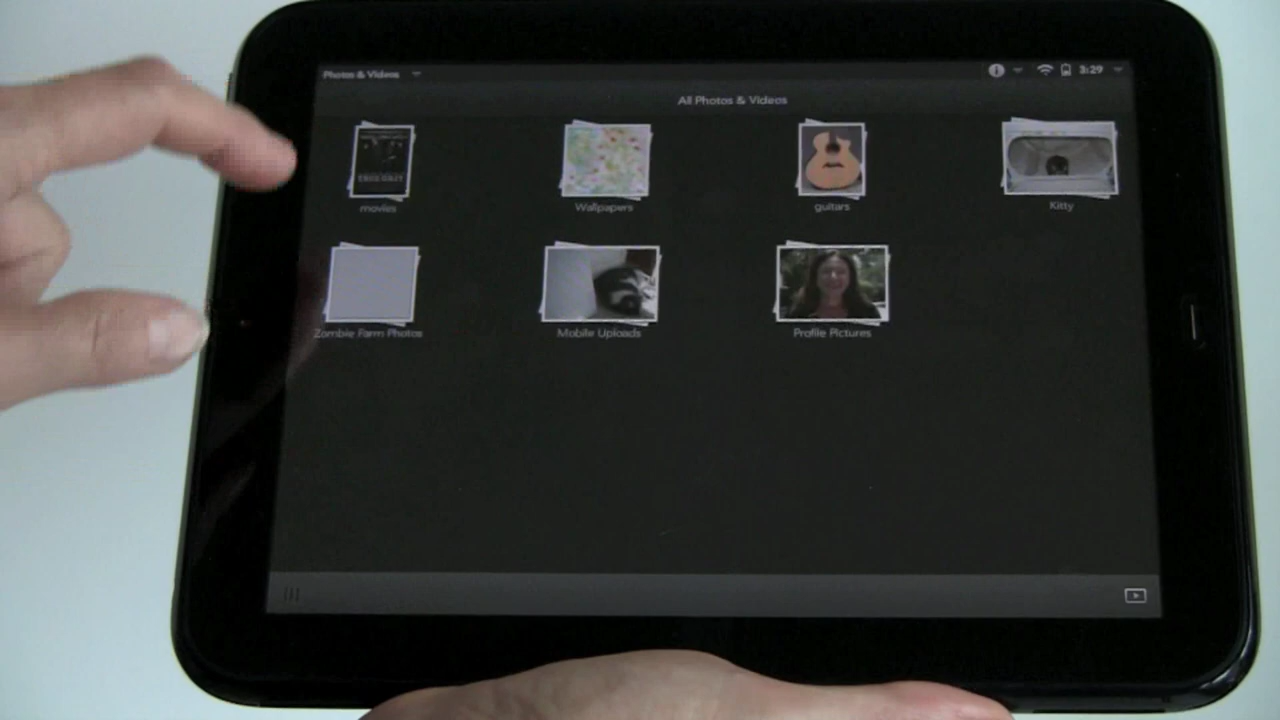 Photos & Videos
3:29
All Photos & Videos
movies
Wallpapers
guitars
Kitty
Zombie Farm Photos
Mobile Uploads
Profile Pictures